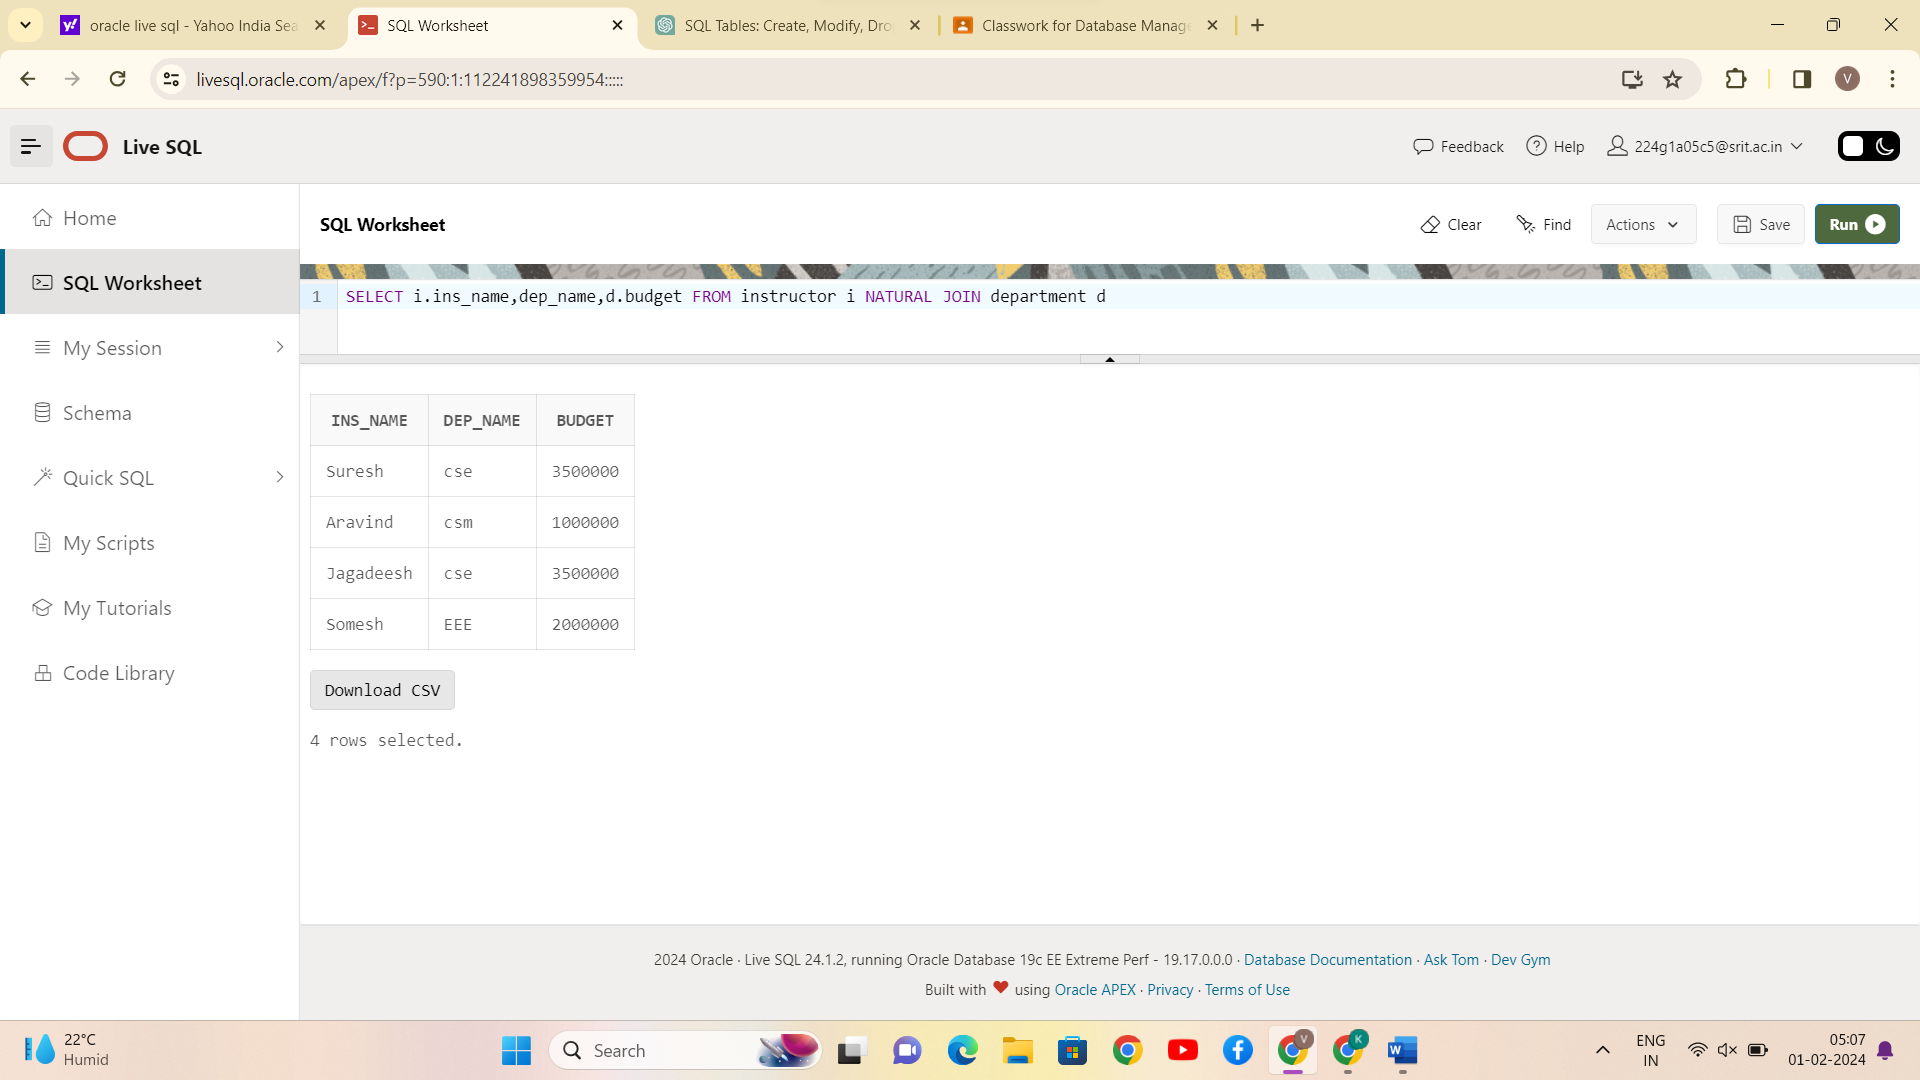 oracle live sql - Yahoo India Sea
SQL Worksheet
SQL Tables: Create, Modify, Dro
Classwork for Database Manage
livesql.oracle.com/apex/f?p=590:1:112241898359954:::::
V
Live SQL
Feedback
Help
224g1a05c5@srit.ac.in
Home
SQL Worksheet
My Session
Schema
Quick SQL
My Scripts
My Tutorials
Code Library
SQL Worksheet
Clear
Find
Actions
Save
Run
1 SELECT i.ins_name,dep_name,d.budget FROM instructor i NATURAL JOIN department d
INS_NAME DEP_NAME BUDGET
Suresh cse 3500000
Aravind csm 1000000
Jagadeesh cse 3500000
Somesh EEE 2000000
Download CSV
4 rows selected.
2024 Oracle · Live SQL 24.1.2, running Oracle Database 19c EE Extreme Perf - 19.17.0.0.0 · Database Documentation · Ask Tom · Dev Gym
Built with ❤ using Oracle APEX · Privacy · Terms of Use
22°C
Humid
Search
V
K
W
ENG
IN
05:07
01-02-2024